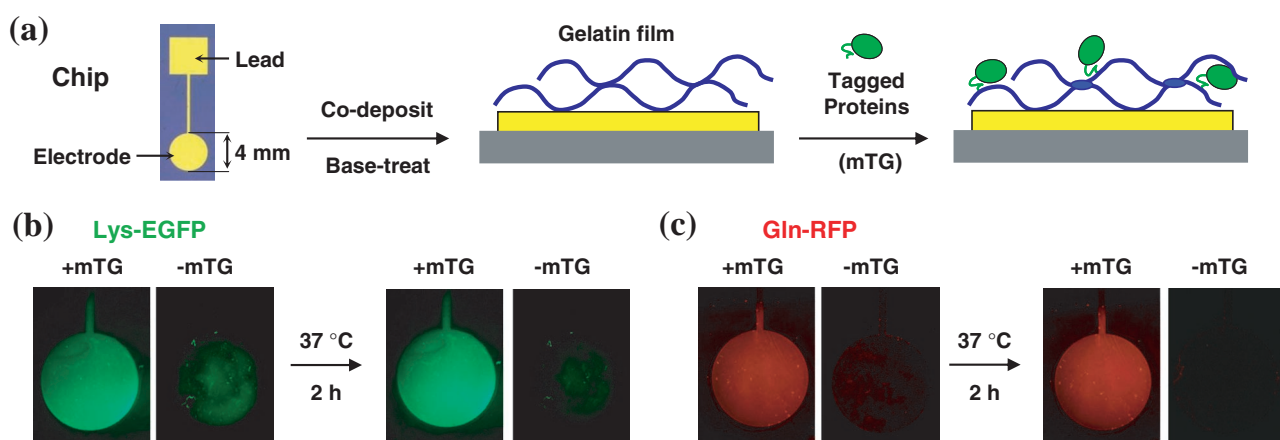 (a)
Chip
Lead
Electrode
4 mm
Co-deposit
Base-treat
Gelatin film
Tagged
Proteins
(mTG)
(b)
Lys-EGFP
+mTG
-mTG
37 °C
2 h
+mTG
-mTG
(c)
Gln-RFP
+mTG
-mTG
37 °C
2 h
+mTG
-mTG